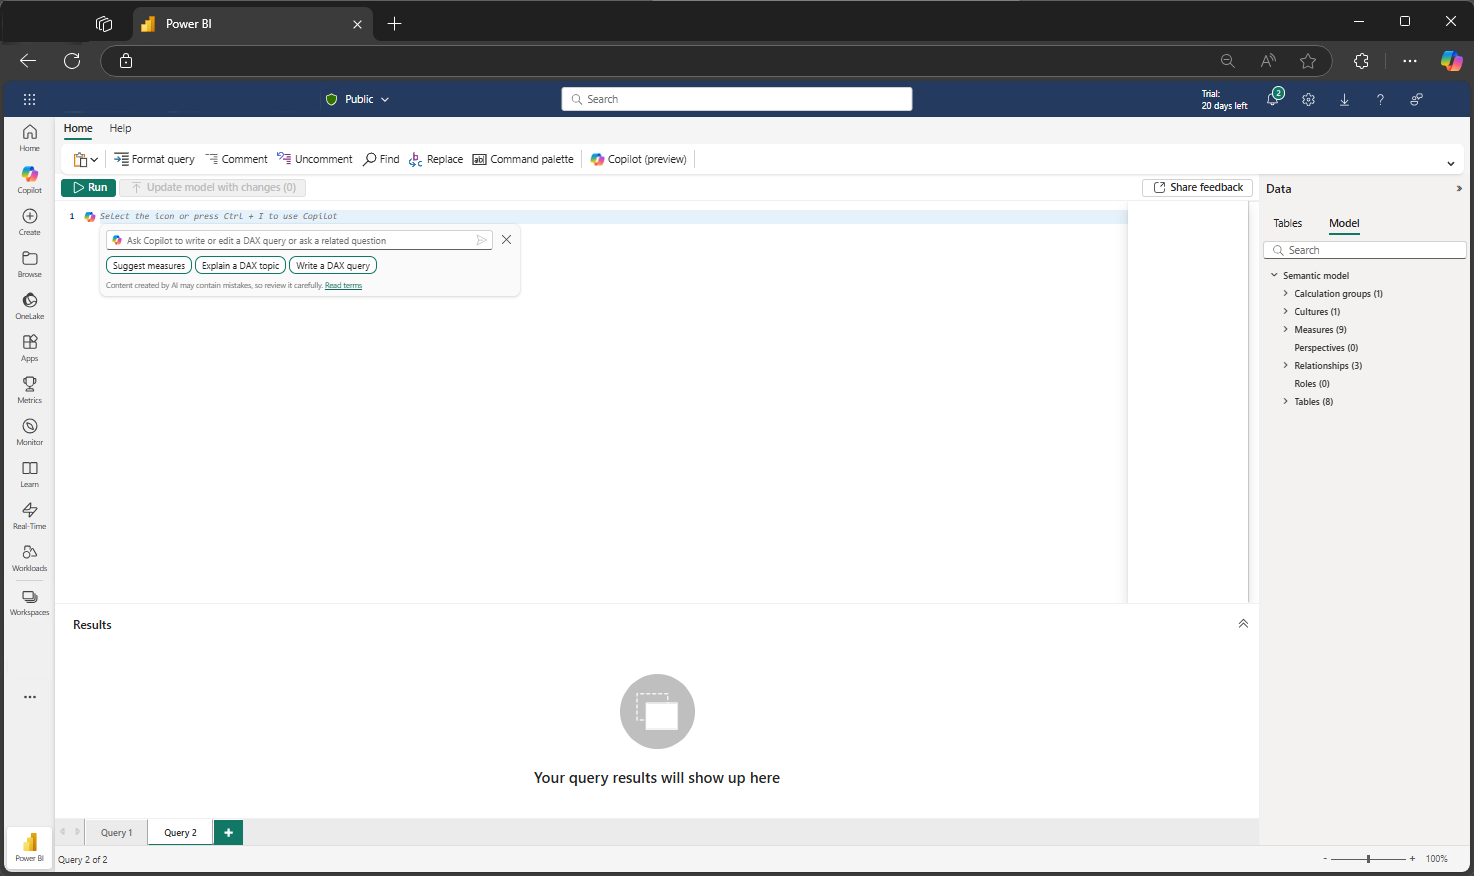 Power BI
Public
Search
Trial:
20 days left
2
Home Help
Format query Comment Uncomment Find Replace Command palette Copilot (preview)
Run Update model with changes (0) Share feedback
1 Select the icon or press Ctrl + I to use Copilot
Ask Copilot to write or edit a DAX query or ask a related question
Suggest measures Explain a DAX topic Write a DAX query
Content created by AI may contain mistakes, so review it carefully. Read terms
Home
Copilot
Create
Browse
OneLake
Apps
Metrics
Monitor
Learn
Real-Time
Workloads
Workspaces
Power BI
Data
Tables Model
Search
Semantic model
Calculation groups (1)
Cultures (1)
Measures (9)
Perspectives (0)
Relationships (3)
Roles (0)
Tables (8)
Results
Your query results will show up here
Query 1 Query 2 +
Query 2 of 2
- + 100%